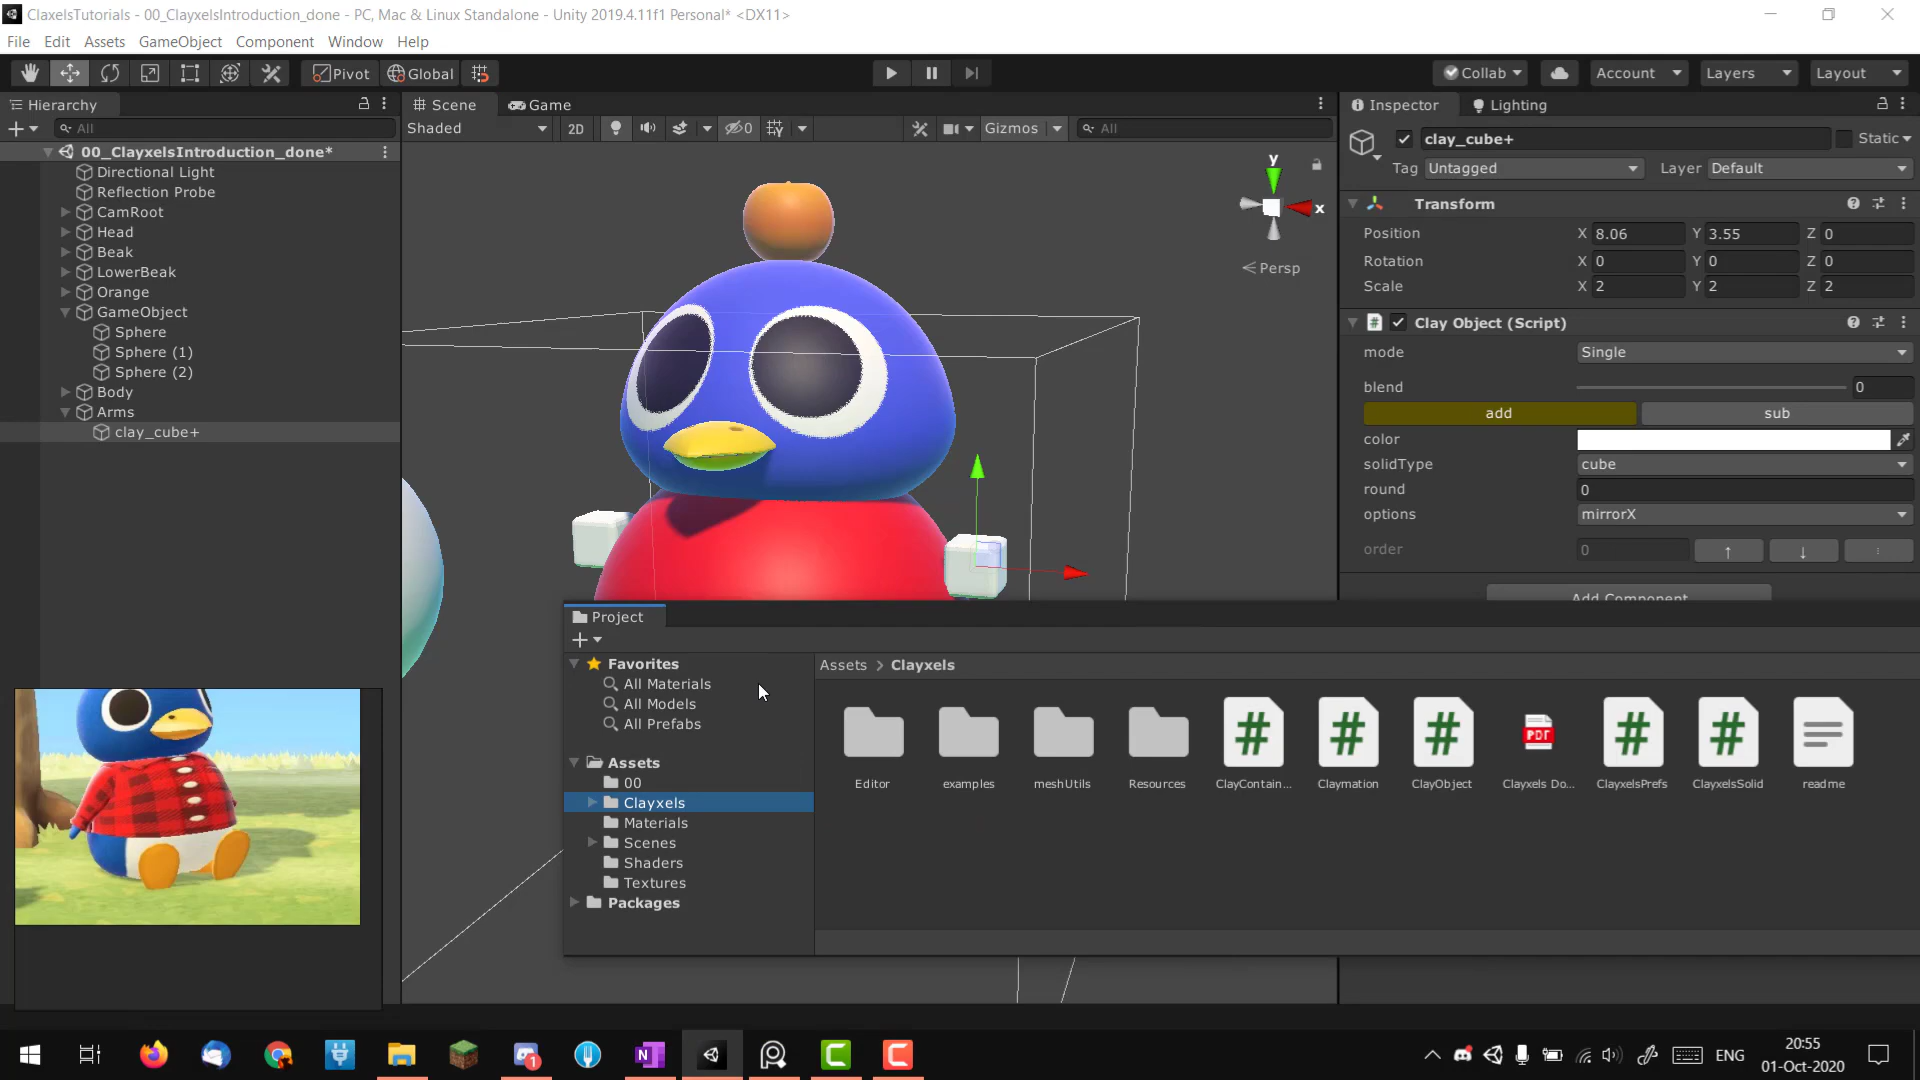 ClaxelsTutorials - 00_ClayxelsIntroduction_done - PC, Mac & Linux Standalone - Unity 2019.4.11f1 Personal* <DX11>
File Edit Assets GameObject Component Window Help
Pivot Global Collab Account Layers Layout
Hierarchy
All
00_ClayxelsIntroduction_done*
Directional Light
Reflection Probe
CamRoot
Head
Beak
LowerBeak
Orange
GameObject
Sphere
Sphere (1)
Sphere (2)
Body
Arms
clay_cube+
Scene Game
Shaded 2D 0 Gizmos All
y
x
Persp
Inspector Lighting
clay_cube+ Static
Tag Untagged Layer Default
Transform
Position X 8.06 Y 3.55 Z 0
Rotation X 0 Y 0 Z 0
Scale X 2 Y 2 Z 2
Clay Object (Script)
mode Single
blend 0
add sub
color
solidType cube
round 0
options mirrorX
order 0 ↑ ↓ ⋮
Add Component
Project
Favorites
All Materials
All Models
All Prefabs
Assets
00
Clayxels
Materials
Scenes
Shaders
Textures
Packages
Assets > Clayxels
PDF
Editor examples meshUtils Resources ClayContain... Claymation ClayObject Clayxels Do... ClayxelsPrefs ClayxelsSolid readme
1
ENG
20:55
01-Oct-2020